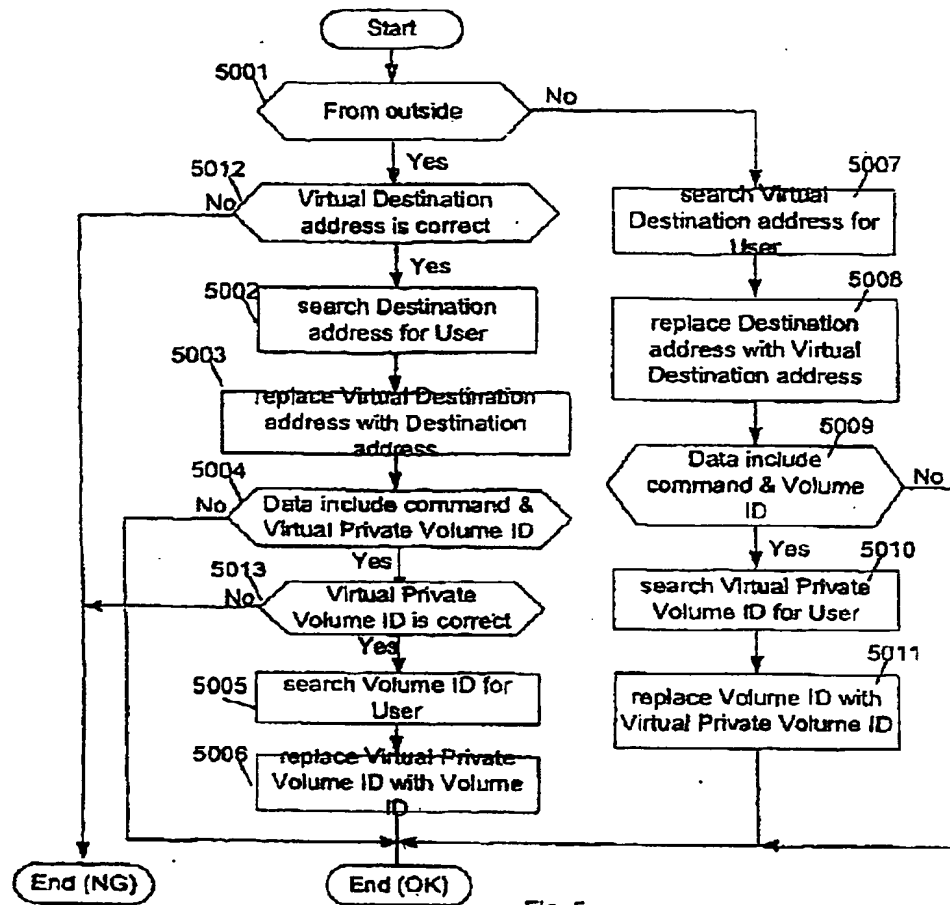 Start
5001
From outside
No
Yes
5012
No
Virtual Destination
address is correct
Yes
5002
search Destination
address for User
5003
replace Virtual Destination
address with Destination
address
5004
No
Data include command &
Virtual Private Volume ID
Yes
5013
No
Virtual Private
Volume ID is correct
Yes
5005
search Volume ID for
User
5006
replace Virtual Private
Volume ID with Volume
ID
End (NG)
End (OK)
5007
search Virtual
Destination address for
User
5008
replace Destination
address with Virtual
Destination address
5009
Data include
command & Volume
ID
No
Yes
5010
search Virtual Private
Volume ID for User
5011
replace Volume ID with
Virtual Private Volume ID